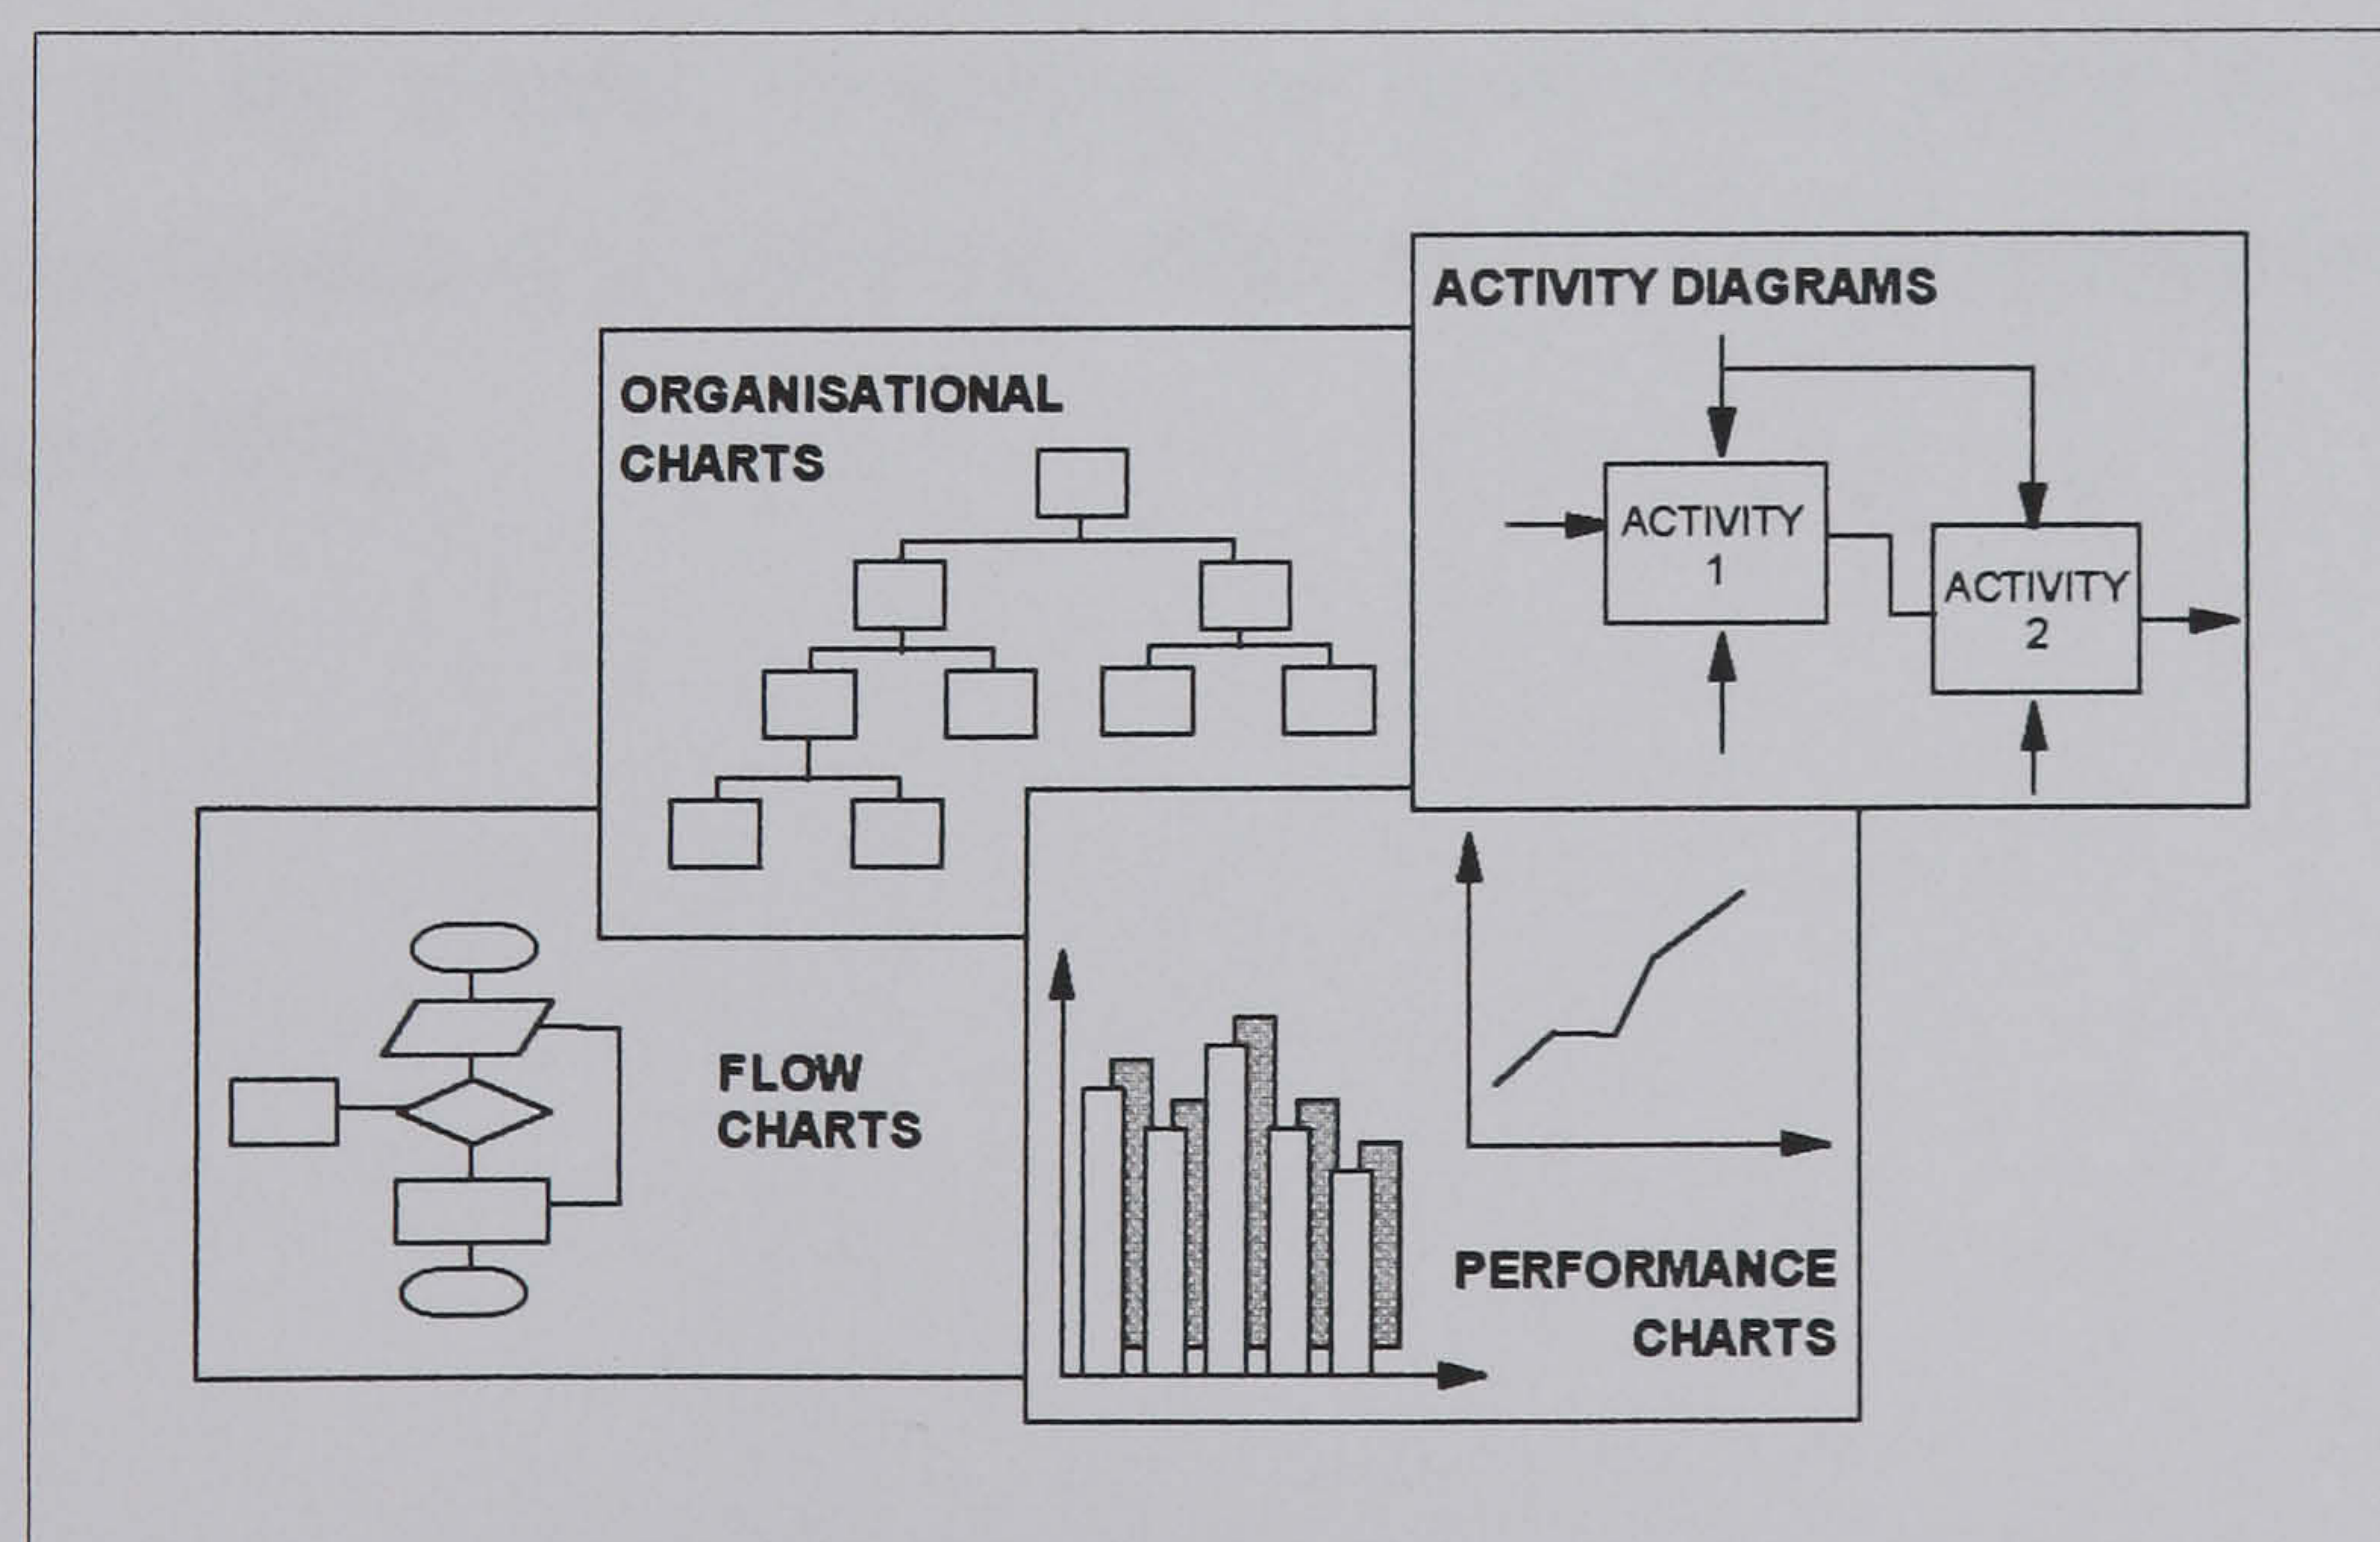 ACTIVITY DIAGRAMS
ORGANISATIONAL
CHARTS
ACTIVITY
1
ACTIVITY
2
FLOW
CHARTS
PERFORMANCE
CHARTS